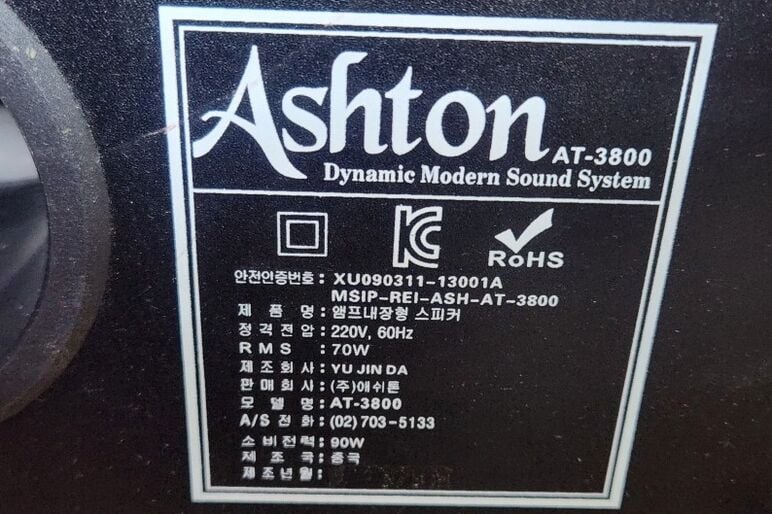 Ashton
AT-3800
Dynamic Modern Sound System
RoHS
안전인증번호 : XU090311-13001A
MSIP-REI-ASH-AT-3800
제 품 명 : 앰프내장형 스피커
정 격 전 압 : 220V, 60Hz
R M S : 70W
제 조 회 사 : YU JIN DA
판 매 회 사 : (주)애쉬톤
모 델 명 : AT-3800
A/S 전 화 : (02) 703-5133
소 비 전 력 : 90W
제 조 국 : 중국
제 조 년 월 :